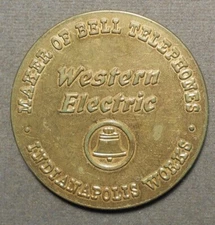 · MAKER OF BELL TELEPHONES ·
Western
Electric
INDIANAPOLIS WORKS